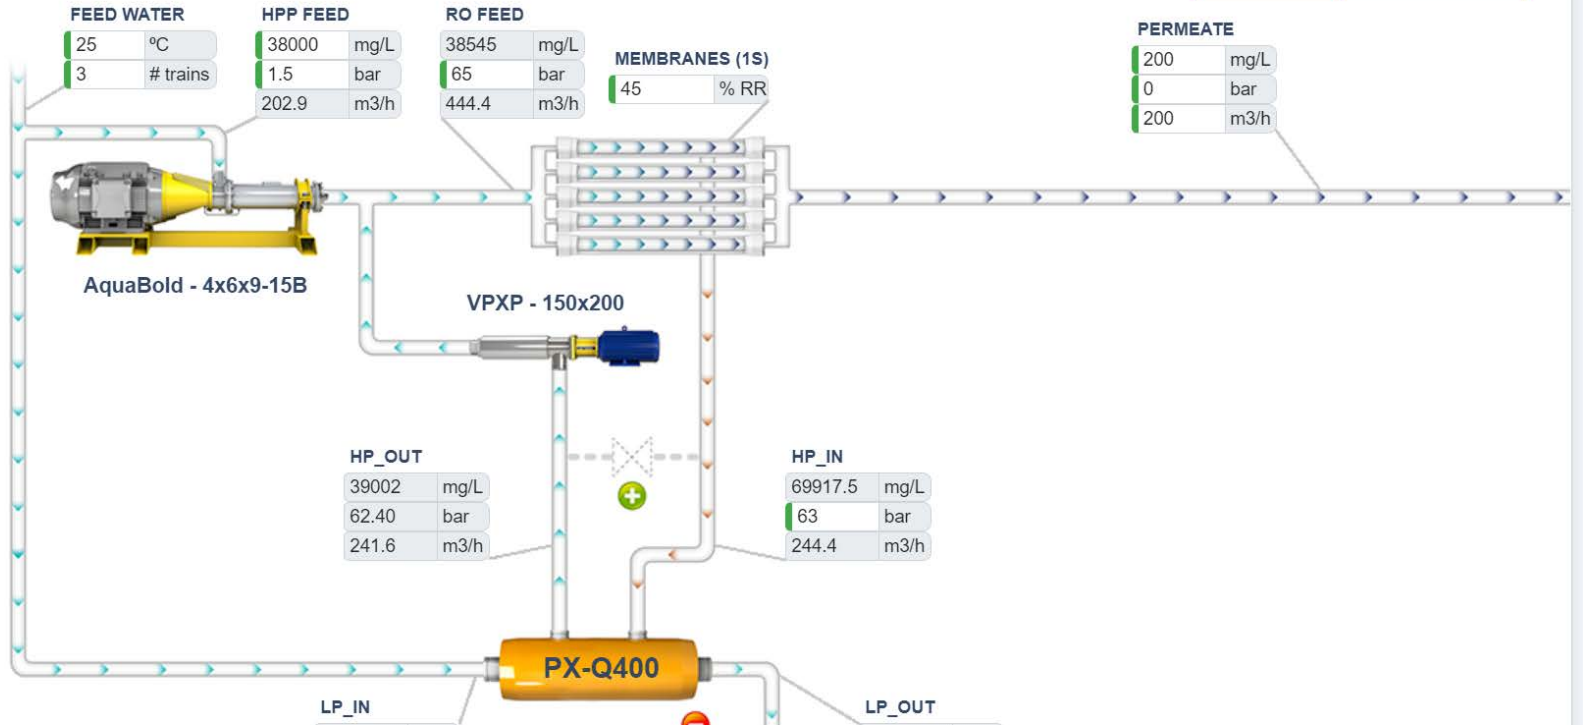 FEED WATER
25 ºC
3 # trains
HPP FEED
38000 mg/L
1.5 bar
202.9 m3/h
RO FEED
38545 mg/L
65 bar
444.4 m3/h
MEMBRANES (1S)
45 % RR
PERMEATE
200 mg/L
0 bar
200 m3/h
AquaBold - 4x6x9-15B
VPXP - 150x200
HP_OUT
39002 mg/L
62.40 bar
241.6 m3/h
HP_IN
69917.5 mg/L
63 bar
244.4 m3/h
PX-Q400
LP_IN
LP_OUT